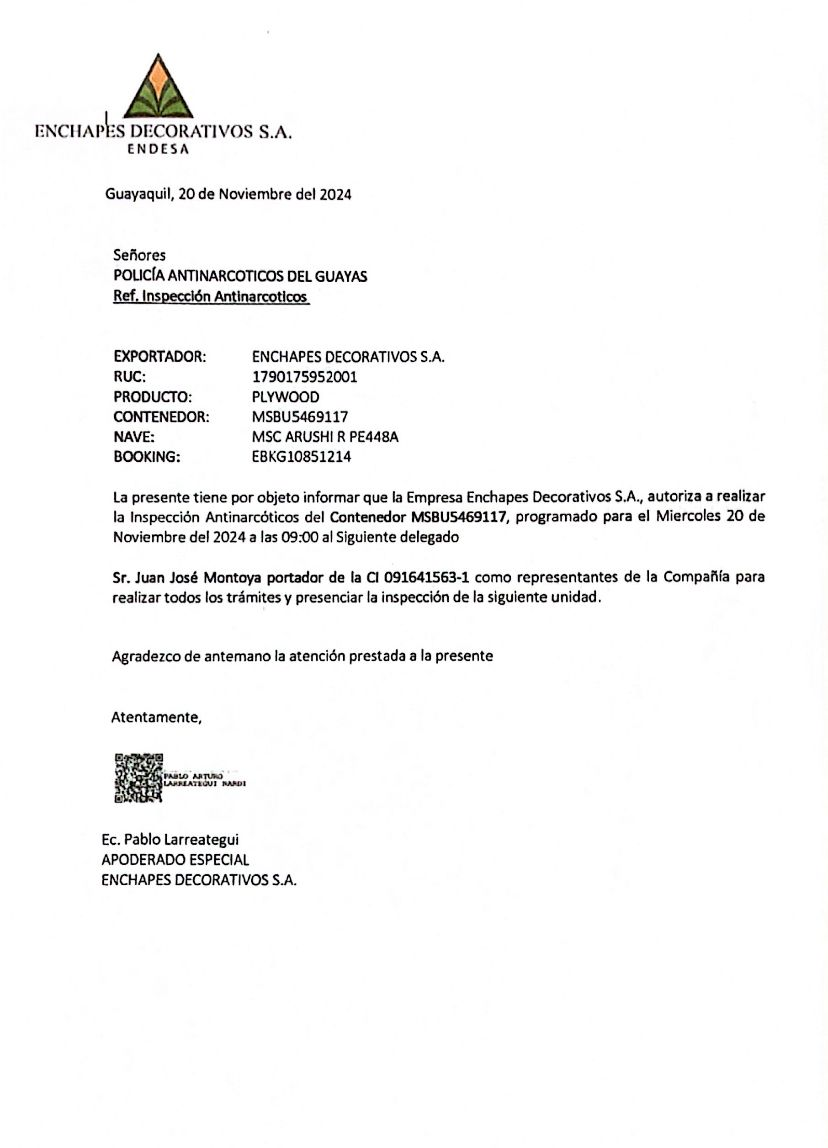 ENCHAPES DECORATIVOS S.A.
ENDESA
Guayaquil, 20 de Noviembre del 2024
Señores
POLICÍA ANTINARCOTICOS DEL GUAYAS
Ref. Inspección Antinarcoticos
EXPORTADOR: ENCHAPES DECORATIVOS S.A.
RUC: 1790175952001
PRODUCTO: PLYWOOD
CONTENEDOR: MSBU5469117
NAVE: MSC ARUSHI R PE448A
BOOKING: EBKG10851214
La presente tiene por objeto informar que la Empresa Enchapes Decorativos S.A., autoriza a realizar
la Inspección Antinarcóticos del Contenedor MSBU5469117, programado para el Miercoles 20 de
Noviembre del 2024 a las 09:00 al Siguiente delegado
Sr. Juan José Montoya portador de la CI 091641563-1 como representantes de la Compañía para
realizar todos los trámites y presenciar la inspección de la siguiente unidad.
Agradezco de antemano la atención prestada a la presente
Atentamente,
PABLO ARTURO
LARREATEGUI NARDI
Ec. Pablo Larreategui
APODERADO ESPECIAL
ENCHAPES DECORATIVOS S.A.